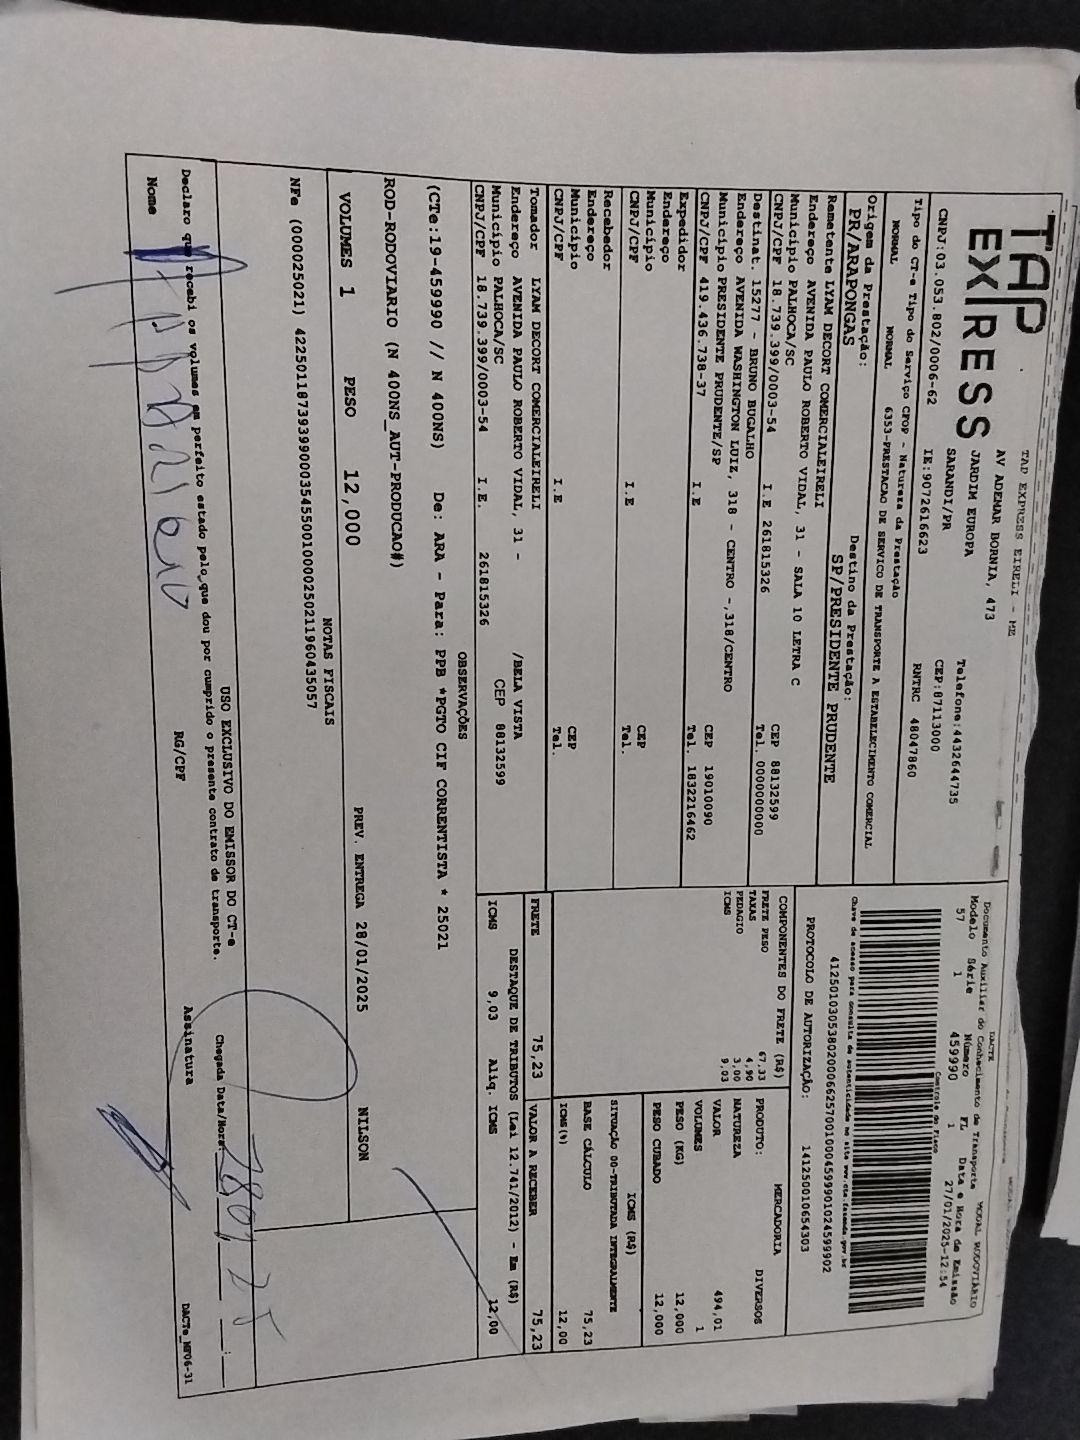 TAP
EXPRESS
TAP EXPRESS EIRELI - ME
AV ADEMAR BORNIA, 473
JARDIM EUROPA
SARANDI/PR
Telefone:4432644735
CEP:87113000
CNPJ:03.053.802/0006-62
IE:9072616623
RNTRC 48047860
Tipo do CT-e Tipo do Serviço CFOP - Natureza da Prestação
NORMAL NORMAL 6353-PRESTACAO DE SERVICO DE TRANSPORTE A ESTABELECIMENTO COMERCIAL
Origem da Prestação:
PR/ARAPONGAS
Destino da Prestação:
SP/PRESIDENTE PRUDENTE
Remetente LYAM DECORT COMERCIALEIRELI
Endereço AVENIDA PAULO ROBERTO VIDAL, 31 - SALA 10 LETRA C
Município PALHOCA/SC CEP 88132599
CNPJ/CPF 18.739.399/0003-54 I.E 261815326 Tel. 0000000000
Destinat. 15277 - BRUNO BUGALHO
Endereço AVENIDA WASHINGTON LUIZ, 318 - CENTRO -,318/CENTRO
Município PRESIDENTE PRUDENTE/SP CEP 19010090
CNPJ/CPF 419.436.738-37 I.E Tel. 1832216462
Expedidor
Endereço
Município CEP
CNPJ/CPF I.E Tel.
Recebedor
Endereço
Município CEP
CNPJ/CPF I.E Tel.
Tomador LYAM DECORT COMERCIALEIRELI
Endereço AVENIDA PAULO ROBERTO VIDAL, 31 - /BELA VISTA
Município PALHOCA/SC CEP 88132599
CNPJ/CPF 18.739.399/0003-54 I.E. 261815326
DACTE
Documento Auxiliar do Conhecimento de Transporte MODAL RODOVIÁRIO
Modelo Série Número FL Data e Hora de Emissão
57 1 459990 1 27/01/2025-12:54
Controle do Fisco
Chave de acesso para consulta de autenticidade no site www.cte.fazenda.gov.br
41250103053802000662570010004599901024599902
PROTOCOLO DE AUTORIZAÇÃO: 141250010654303
COMPONENTES DO FRETE (R$)
FRETE PESO 67,33
TAXAS 4,90
PEDAGIO 3,00
ICMS 9,03
PRODUTO: MERCADORIA
NATUREZA DIVERSOS
VALOR 494,01
VOLUMES 1
PESO (KG) 12,000
PESO CUBADO 12,000
ICMS (R$)
SITUAÇÃO 00-TRIBUTADA INTEGRALMENTE
BASE CÁLCULO 75,23
ICMS(%) 12,00
FRETE 75,23 VALOR A RECEBER 75,23
DESTAQUE DE TRIBUTOS (Lei 12.741/2012) - Em (R$)
ICMS 9,03 Aliq. ICMS 12,00
OBSERVAÇÕES
(CTe:19-459990 // N 400NS) De: ARA - Para: PPB *PGTO CIF CORRENTISTA * 25021
ROD-RODOVIARIO (N 400NS_AUT-PRODUCAO#)
VOLUMES 1 PESO 12,000 PREV. ENTREGA 28/01/2025 NILSON
NOTAS FISCAIS
NFe (000025021) 42250118739399000354550010000250211960435057
USO EXCLUSIVO DO EMISSOR DO CT-e
Declaro que recebi os volumes em perfeito estado pelo que dou por cumprido o presente contrato de transporte.
Chegada Data/Hora:
Nome RG/CPF Assinatura
DACTe_MF06-31